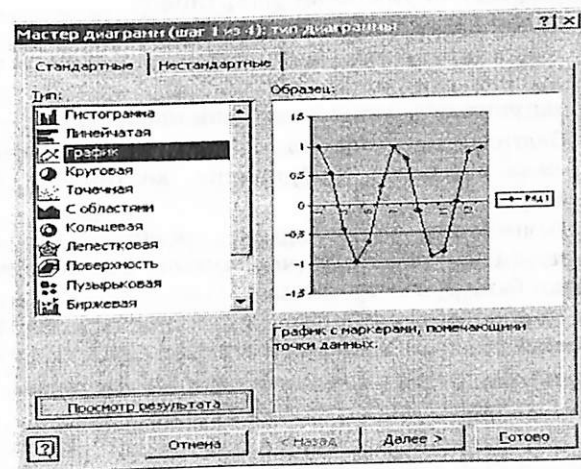 Мастер диаграмм (шаг 1 из 4): тип диаграммы
Стандартные Нестандартные
Тип:
Гистограмма
Линейчатая
График
Круговая
Точечная
С областями
Кольцевая
Лепестковая
Поверхность
Пузырьковая
Биржевая
Образец:
1.5
1
0.5
0
-0.5
-1
-1.5
Ряд1
График с маркерами, помечающими
точки данных.
Просмотр результата
Отмена < Назад Далее > Готово